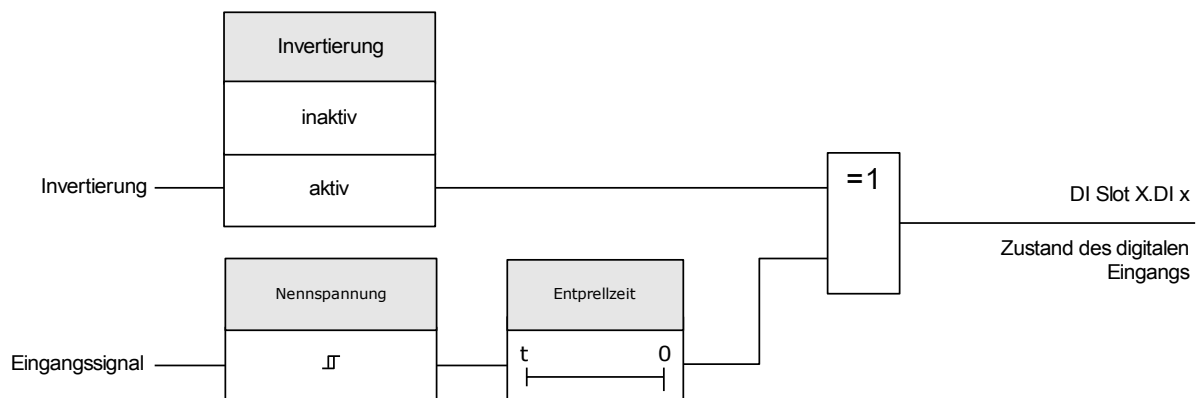 Invertierung
inaktiv
Invertierung
aktiv
=1
DI Slot X.DI x
Zustand des digitalen
Eingangs
Nennspannung
Entprellzeit
Eingangssignal
t
0